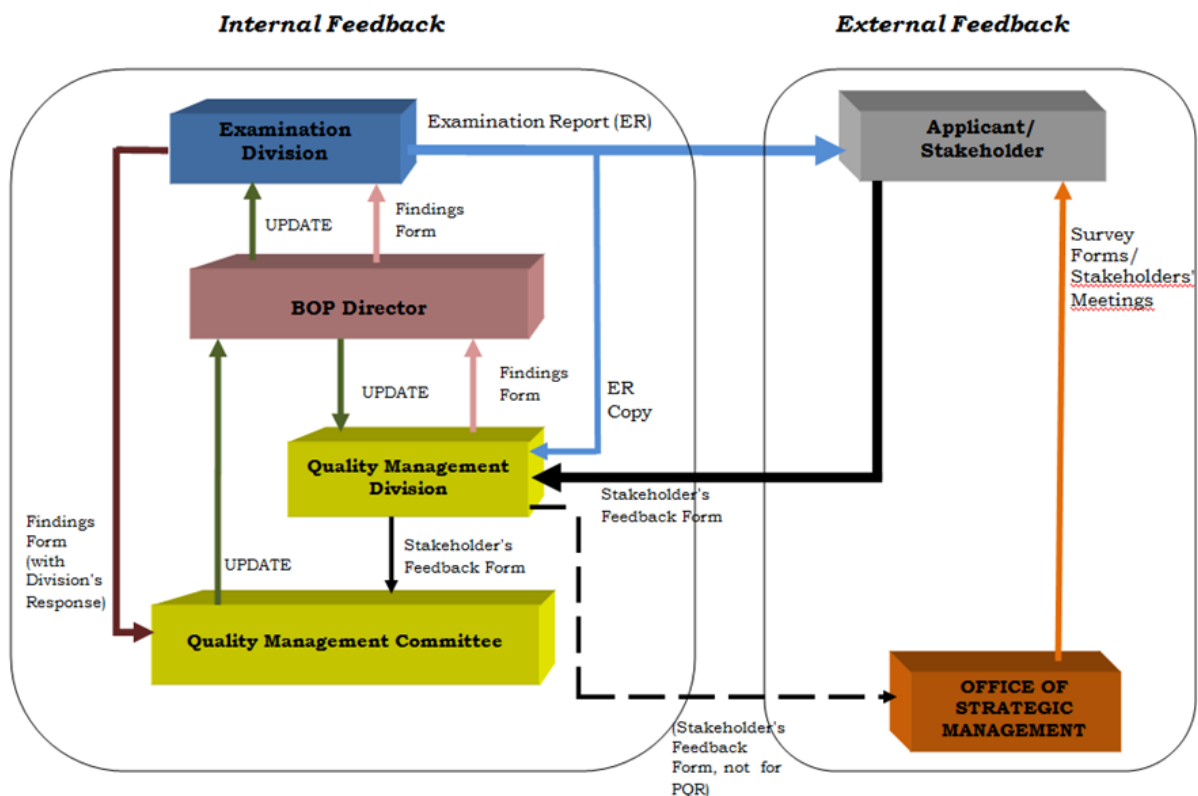 Internal Feedback
External Feedback
Examination
Division
Examination Report (ER)
Applicant/
Stakeholder
UPDATE
Findings
Form
Survey
Forms/
Stakeholders'
Meetings
BOP Director
UPDATE
Findings
Form
ER
Copy
Quality Management
Division
Stakeholder's
Feedback Form
Findings
Form
(with
Division's
Response)
UPDATE
Stakeholder's
Feedback Form
Quality Management Committee
OFFICE OF
STRATEGIC
MANAGEMENT
(Stakeholder's
Feedback
Form, not for
PQR)